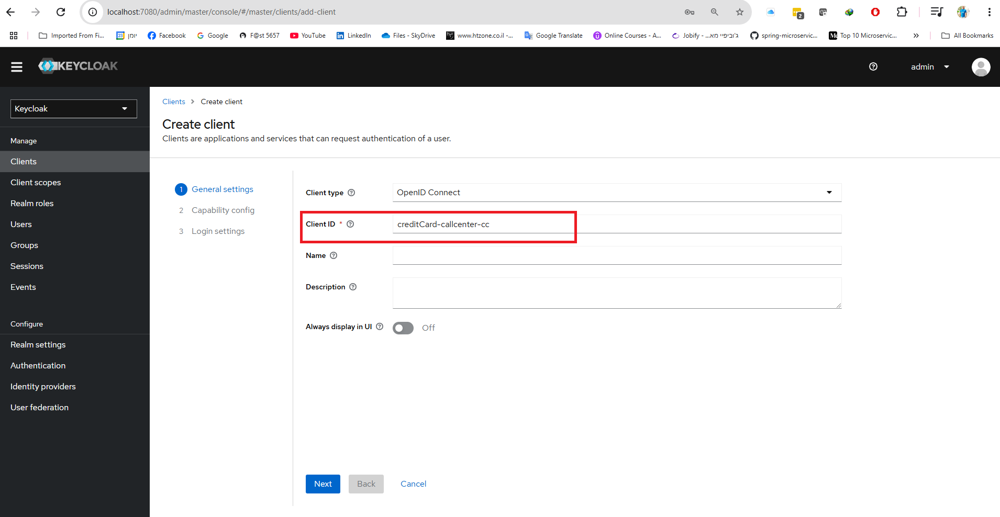 localhost:7080/admin/master/console/#/master/clients/add-client
2
Imported From Fi...
23
יומן
Facebook
Google
F@st 5657
YouTube
LinkedIn
Files - SkyDrive
www.htzone.co.il -...
Google Translate
Online Courses - A...
Jobify - ...ג'וביפיי מא
spring-microservic...
Top 10 Microservic...
All Bookmarks
KEYCLOAK
admin
Keycloak
Manage
Clients
Client scopes
Realm roles
Users
Groups
Sessions
Events
Configure
Realm settings
Authentication
Identity providers
User federation
Clients > Create client
Create client
Clients are applications and services that can request authentication of a user.
1 General settings
2 Capability config
3 Login settings
Client type
OpenID Connect
Client ID *
creditCard-callcenter-cc
Name
Description
Always display in UI
Off
Next
Back
Cancel